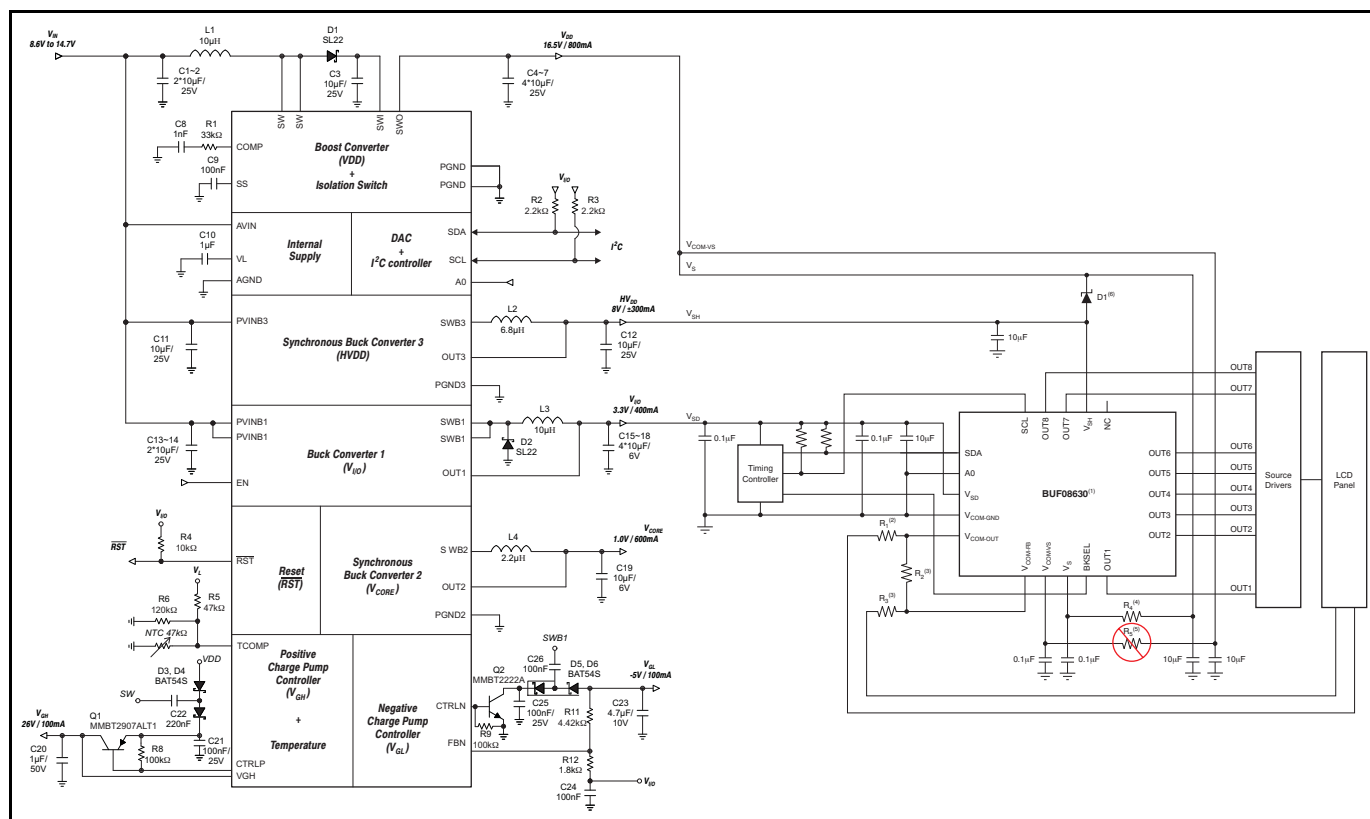 VIN
8.6V to 14.7V
L1
10µH
D1
SL22
VDD
16.5V / 800mA
C1~2
2*10µF/
25V
C3
10µF/
25V
C4~7
4*10µF/
25V
SW
SW
SWI
SWO
C8
1nF
R1
33kΩ
COMP
C9
100nF
SS
Boost Converter
(VDD)
+
Isolation Switch
PGND
PGND
VI/O
R2
2.2kΩ
R3
2.2kΩ
AVIN
C10
1µF
VL
AGND
Internal
Supply
DAC
+
I2C controller
SDA
SCL
A0
I2C
VCOM-VS
VS
PVINB3
C11
10µF/
25V
Synchronous Buck Converter 3
(HVDD)
SWB3
OUT3
PGND3
L2
6.8µH
HVDD
8V / ±300mA
C12
10µF/
25V
VSH
D1(6)
10µF
PVINB1
PVINB1
C13~14
2*10µF/
25V
EN
Buck Converter 1
(VI/O)
SWB1
SWB1
OUT1
D2
SL22
L3
10µH
VI/O
3.3V / 400mA
C15~18
4*10µF/
6V
VSD
0.1µF
0.1µF
10µF
Timing
Controller
SCL
OUT8
OUT7
VSH
NC
SDA
A0
VSD
VCOM-GND
VCOM-OUT
BUF08630(1)
OUT6
OUT5
OUT4
OUT3
OUT2
VCOM-FB
VCOM-VS
VS
BKSEL
OUT1
OUT8
OUT7
OUT6
OUT5
OUT4
OUT3
OUT2
OUT1
Source
Drivers
LCD
Panel
R1(2)
R2(3)
R3(3)
R4(4)
R5(5)
0.1µF
0.1µF
10µF
10µF
VI/O
R4
10kΩ
RST
RST
Reset
(RST)
Synchronous
Buck Converter 2
(VCORE)
S WB2
OUT2
PGND2
L4
2.2µH
VCORE
1.0V / 600mA
C19
10µF/
6V
VL
R6
120kΩ
R5
47kΩ
NTC 47kΩ
TCOMP
VDD
D3, D4
BAT54S
SW
C22
220nF
VGH
26V / 100mA
Q1
MMBT2907ALT1
C20
1µF/
50V
R8
100kΩ
C21
100nF/
25V
CTRLP
VGH
Positive
Charge Pump
Controller
(VGH)
+
Temperature
Negative
Charge Pump
Controller
(VGL)
CTRLN
FBN
SWB1
C26
100nF
D5, D6
BAT54S
Q2
MMBT2222A
VGL
-5V / 100mA
C25
100nF/
25V
R9
100kΩ
R11
4.42kΩ
C23
4.7µF/
10V
R12
1.8kΩ
VI/O
C24
100nF